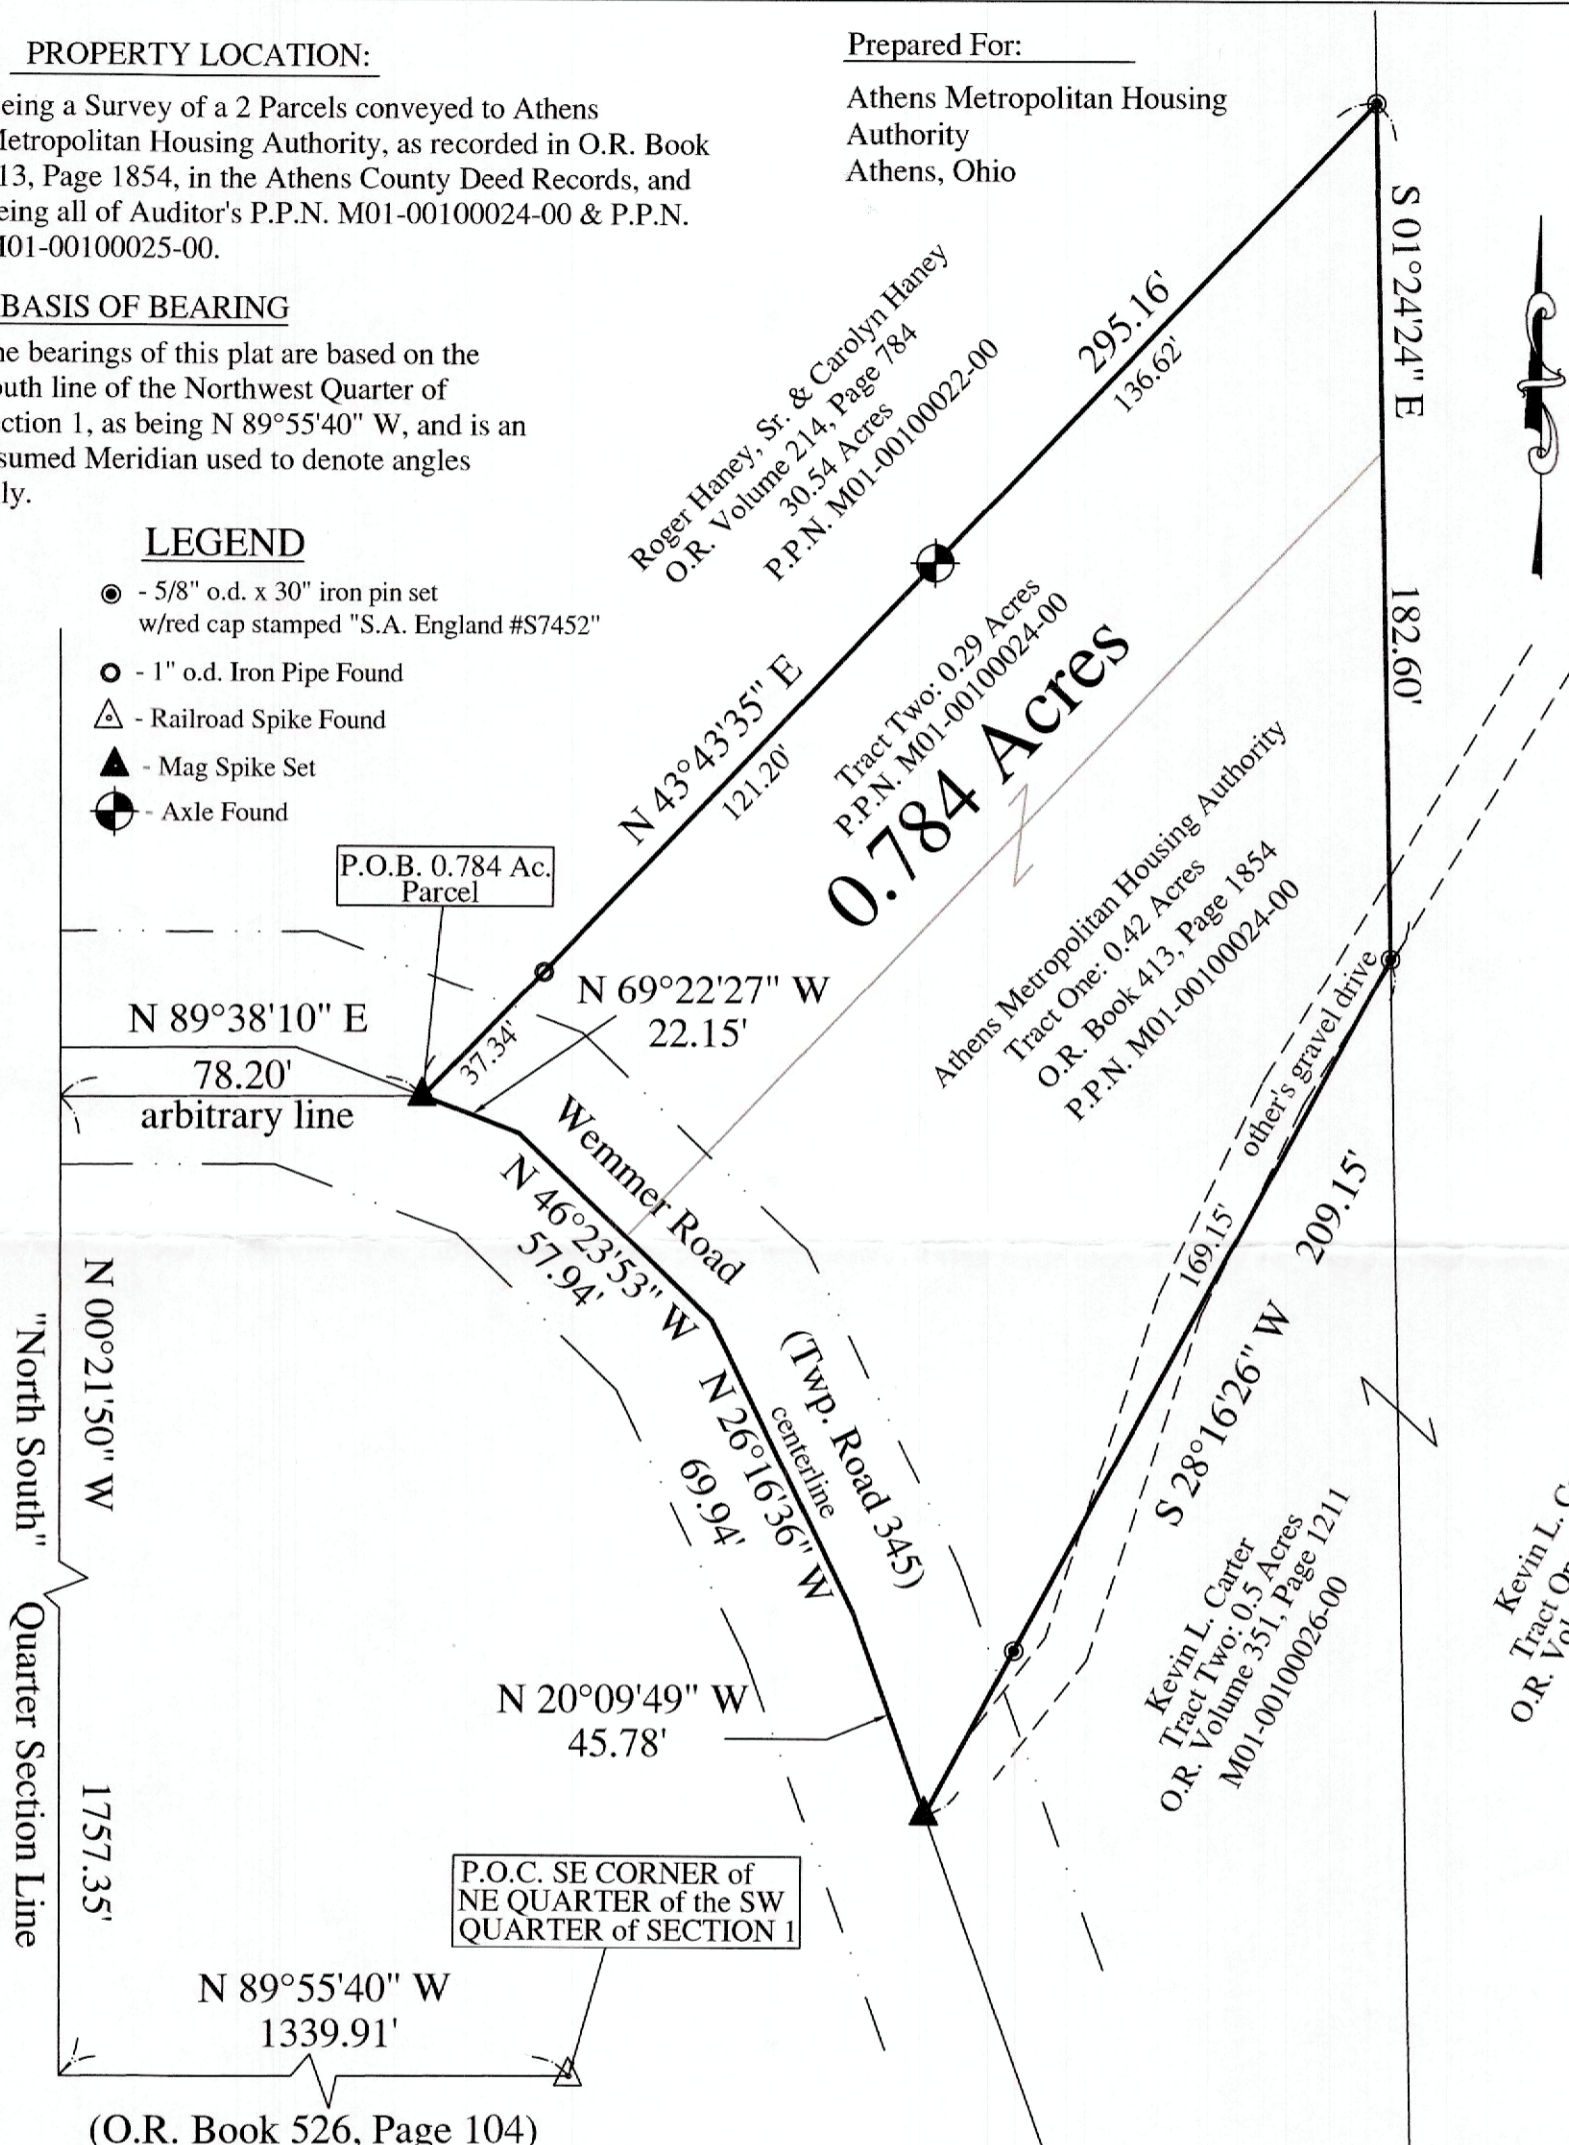 PROPERTY LOCATION:
eing a Survey of a 2 Parcels conveyed to Athens
Metropolitan Housing Authority, as recorded in O.R. Book
13, Page 1854, in the Athens County Deed Records, and
eing all of Auditor's P.P.N. M01-00100024-00 & P.P.N.
M01-00100025-00.
BASIS OF BEARING
he bearings of this plat are based on the
outh line of the Northwest Quarter of
ction 1, as being N 89°55'40" W, and is an
sumed Meridian used to denote angles
ly.
Prepared For:
Athens Metropolitan Housing
Authority
Athens, Ohio
LEGEND
- 5/8" o.d. x 30" iron pin set
w/red cap stamped "S.A. England #S7452"
- 1" o.d. Iron Pipe Found
- Railroad Spike Found
- Mag Spike Set
- Axle Found
Roger Haney, Sr. & Carolyn Haney
O.R. Volume 214, Page 784
30.54 Acres
P.P.N. M01-00100022-00
295.16'
136.62'
S 01°24'24" E
182.60'
N 43°43'35" E
121.20'
Tract Two: 0.29 Acres
P.P.N. M01-00100024-00
0.784 Acres
Athens Metropolitan Housing Authority
Tract One: 0.42 Acres
O.R. Book 413, Page 1854
P.P.N. M01-00100024-00
P.O.B. 0.784 Ac.
Parcel
N 89°38'10" E
78.20'
arbitrary line
37.34'
N 69°22'27" W
22.15'
Wemmer Road
(Twp. Road 345)
centerline
N 46°23'53" W
57.94'
N 26°16'36" W
69.94'
N 20°09'49" W
45.78'
other's gravel drive
169.15'
209.15'
S 28°16'26" W
Kevin L. Carter
Tract Two: 0.5 Acres
O.R. Volume 351, Page 1211
M01-00100026-00
Kevin L. C
Tract On
O.R. Vol
N 00°21'50" W
1757.35'
"North South"
Quarter Section Line
P.O.C. SE CORNER of
NE QUARTER of the SW
QUARTER of SECTION 1
N 89°55'40" W
1339.91'
(O.R. Book 526, Page 104)